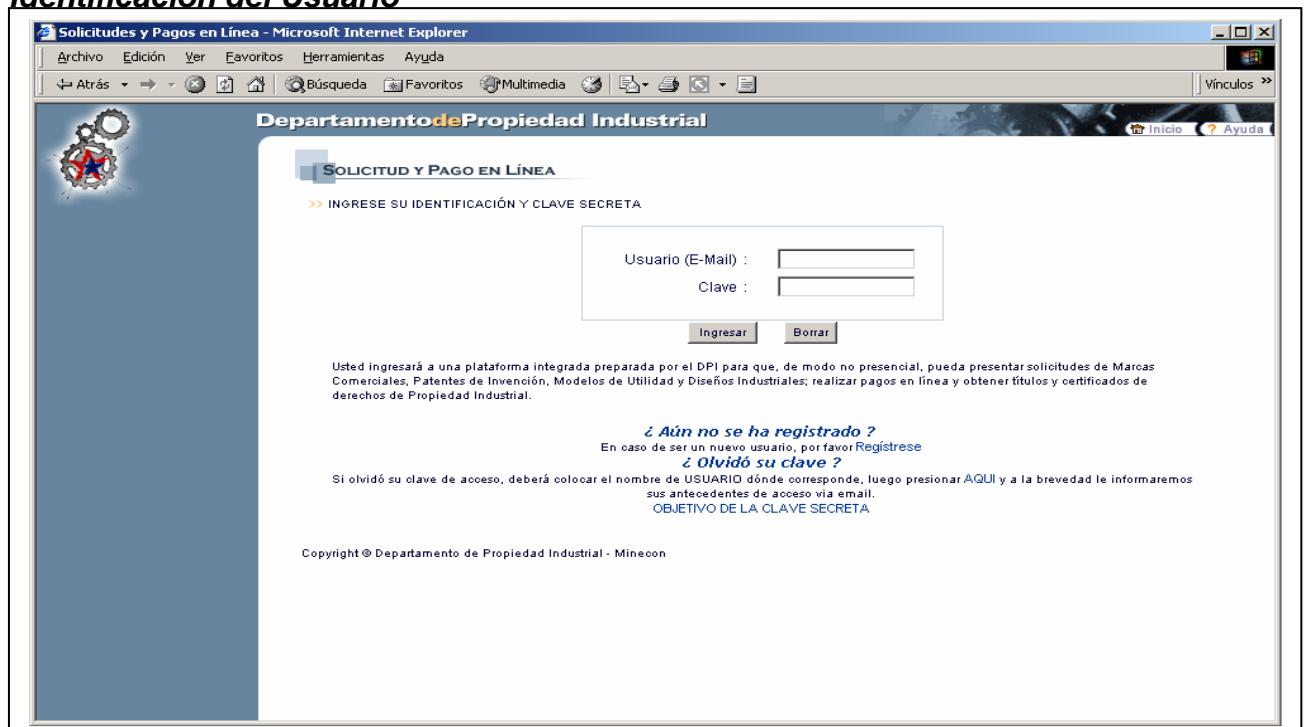 Identificación del Usuario
Solicitudes y Pagos en Línea - Microsoft Internet Explorer
Archivo Edición Ver Favoritos Herramientas Ayuda
Atrás Búsqueda Favoritos Multimedia Vínculos »
DepartamentodePropiedad Industrial
Inicio ? Ayuda
SOLICITUD Y PAGO EN LÍNEA
>> INGRESE SU IDENTIFICACIÓN Y CLAVE SECRETA
Usuario (E-Mail) :
Clave :
Ingresar Borrar
Usted ingresará a una plataforma integrada preparada por el DPI para que, de modo no presencial, pueda presentar solicitudes de Marcas
Comerciales, Patentes de Invención, Modelos de Utilidad y Diseños Industriales; realizar pagos en línea y obtener títulos y certificados de
derechos de Propiedad Industrial.
¿ Aún no se ha registrado ?
En caso de ser un nuevo usuario, por favor Regístrese
¿ Olvidó su clave ?
Si olvidó su clave de acceso, deberá colocar el nombre de USUARIO dónde corresponde, luego presionar AQUI y a la brevedad le informaremos
sus antecedentes de acceso via email.
OBJETIVO DE LA CLAVE SECRETA
Copyright © Departamento de Propiedad Industrial - Minecon